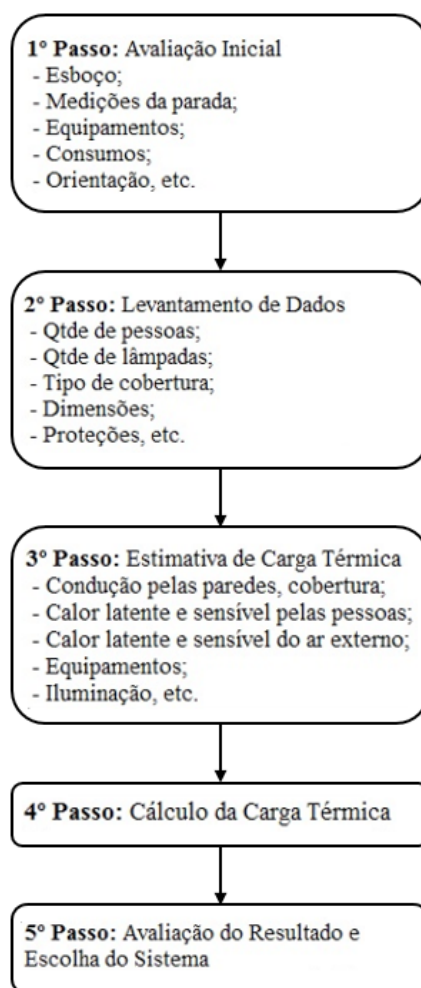 1º Passo: Avaliação Inicial
- Esboço;
- Medições da parada;
- Equipamentos;
- Consumos;
- Orientação, etc.
2º Passo: Levantamento de Dados
- Qtde de pessoas;
- Qtde de lâmpadas;
- Tipo de cobertura;
- Dimensões;
- Proteções, etc.
3º Passo: Estimativa de Carga Térmica
- Condução pelas paredes, cobertura;
- Calor latente e sensível pelas pessoas;
- Calor latente e sensível do ar externo;
- Equipamentos;
- Iluminação, etc.
4º Passo: Cálculo da Carga Térmica
5º Passo: Avaliação do Resultado e
Escolha do Sistema